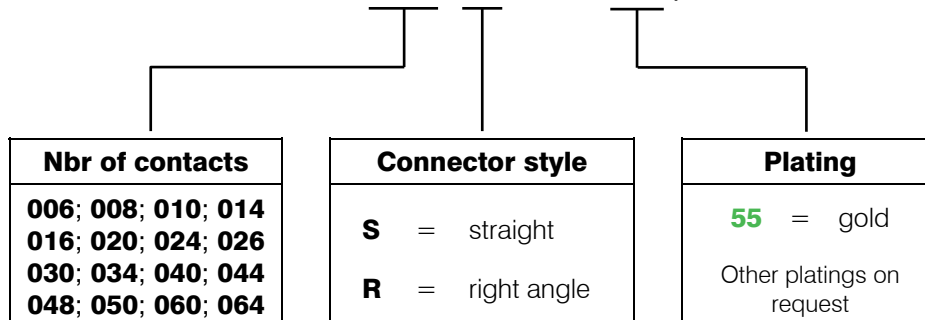 Nbr of contacts
006; 008; 010; 014
016; 020; 024; 026
030; 034; 040; 044
048; 050; 060; 064
Connector style
S = straight
R = right angle
Plating
55 = gold
Other platings on
request